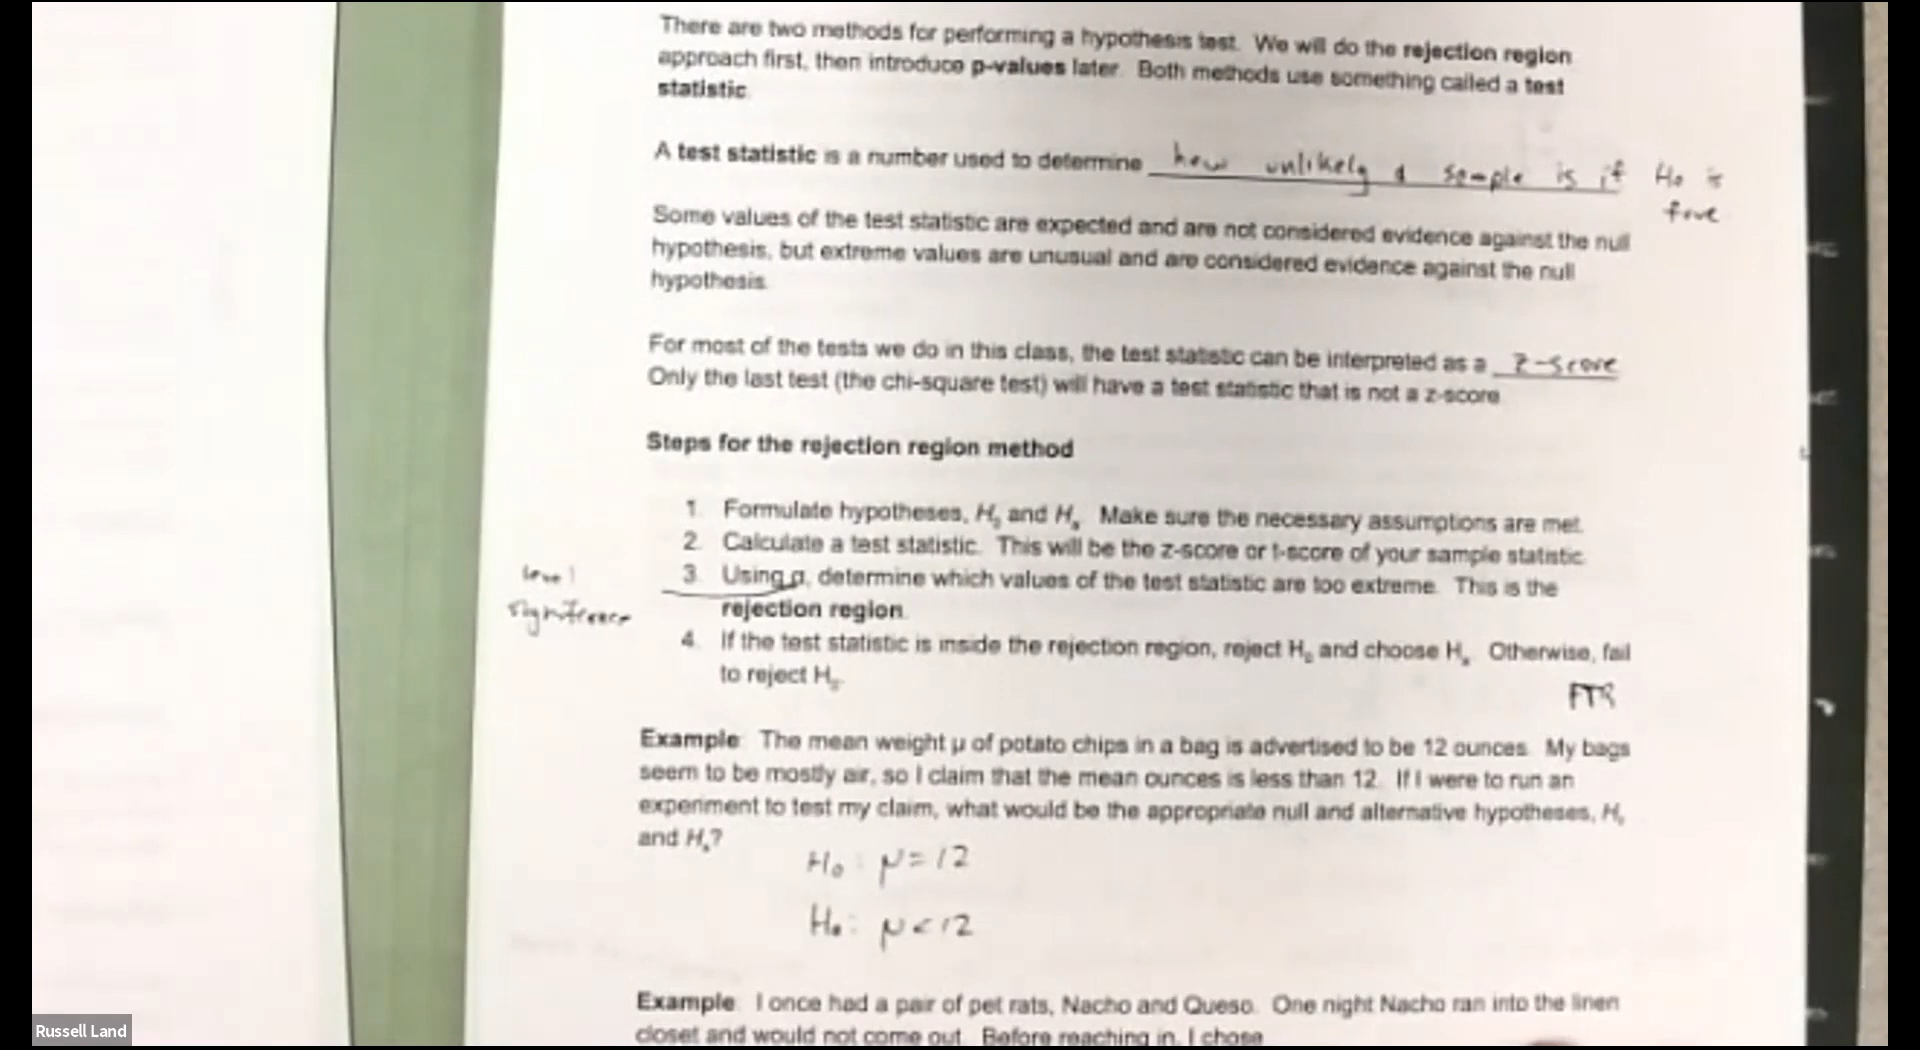 There are two methods for performing a hypothesis test. We will do the rejection region
approach first, then introduce p-values later. Both methods use something called a test
statistic.
A test statistic is a number used to determine how unlikely a sample is if H₀ is
true
Some values of the test statistic are expected and are not considered evidence against the null
hypothesis, but extreme values are unusual and are considered evidence against the null
hypothesis.
For most of the tests we do in this class, the test statistic can be interpreted as a z-score
Only the last test (the chi-square test) will have a test statistic that is not a z-score
Steps for the rejection region method
1. Formulate hypotheses, H₀ and Hₐ. Make sure the necessary assumptions are met.
2. Calculate a test statistic. This will be the z-score or t-score of your sample statistic.
level
significance
3. Using α, determine which values of the test statistic are too extreme. This is the
rejection region.
4. If the test statistic is inside the rejection region, reject H₀ and choose Hₐ. Otherwise, fail
to reject H₀.
FTR
Example: The mean weight μ of potato chips in a bag is advertised to be 12 ounces. My bags
seem to be mostly air, so I claim that the mean ounces is less than 12. If I were to run an
experiment to test my claim, what would be the appropriate null and alternative hypotheses, H₀
and Hₐ?
H₀: μ=12
Hₐ: μ<12
Example: I once had a pair of pet rats, Nacho and Queso. One night Nacho ran into the linen
closet and would not come out. Before reaching in, I chose
Russell Land